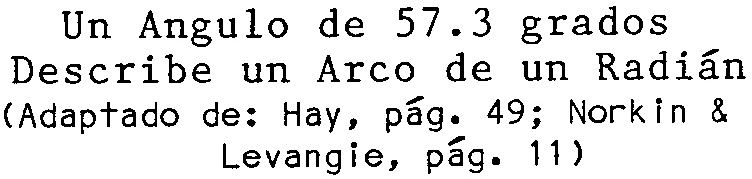 Un Angulo de 57.3 grados
Describe un Arco de un Radián
(Adaptado de: Hay, pág. 49; Norkin &
Levangie, pág. 11)